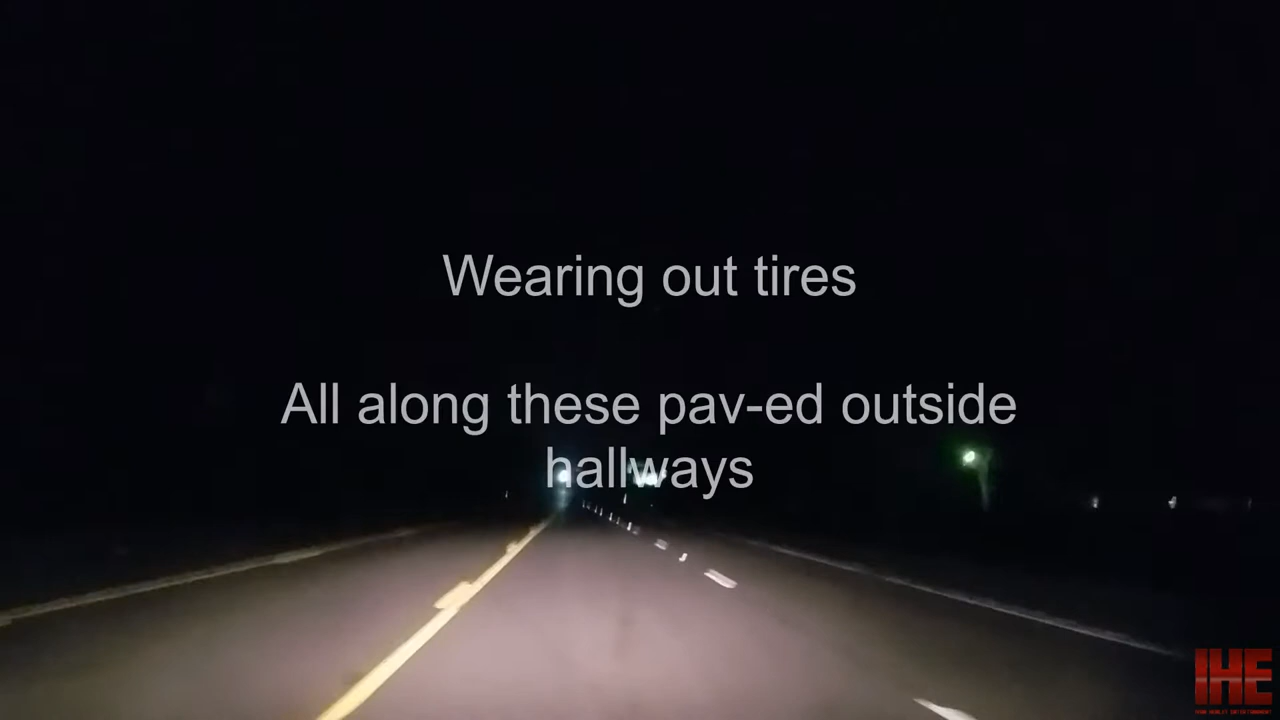 Wearing out tires
All along these pav-ed outside
hallways
IHE